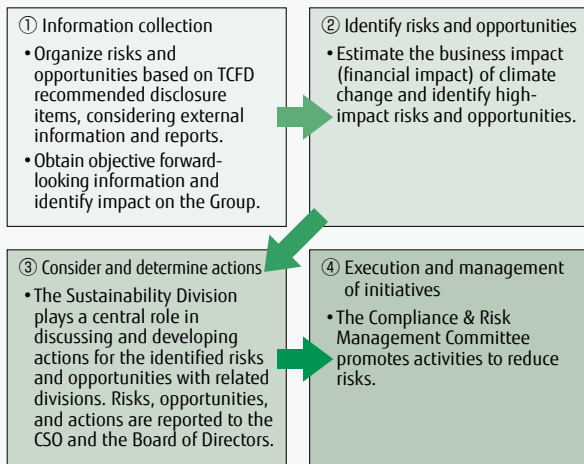 ① Information collection
• Organize risks and
opportunities based on TCFD
recommended disclosure
items, considering external
information and reports.
• Obtain objective forward-
looking information and
identify impact on the Group.
② Identify risks and opportunities
• Estimate the business impact
(financial impact) of climate
change and identify high-
impact risks and opportunities.
③ Consider and determine actions
• The Sustainability Division
plays a central role in
discussing and developing
actions for the identified risks
and opportunities with related
divisions. Risks, opportunities,
and actions are reported to the
CSO and the Board of Directors.
④ Execution and management
of initiatives
• The Compliance & Risk
Management Committee
promotes activities to reduce
risks.